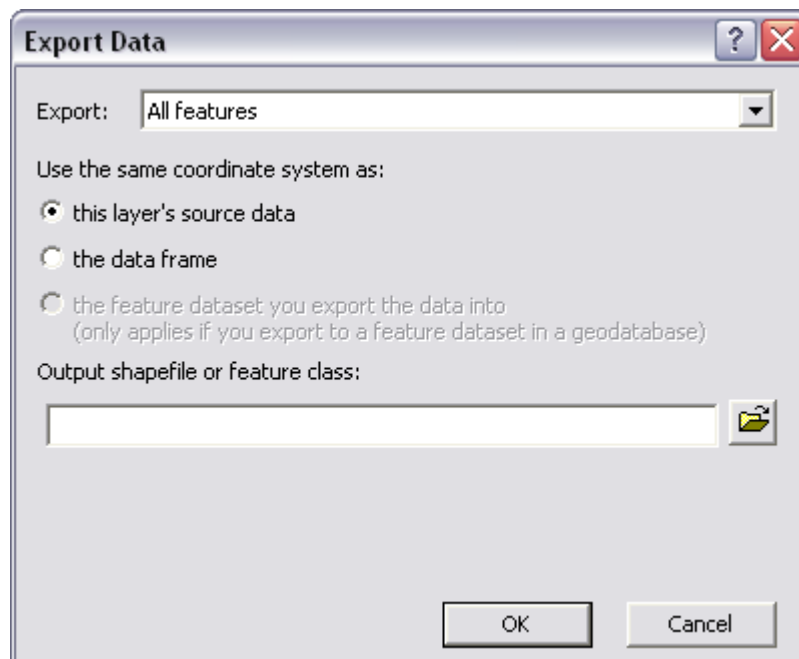 Export Data
?
Export: All features
Use the same coordinate system as:
this layer's source data
the data frame
the feature dataset you export the data into
(only applies if you export to a feature dataset in a geodatabase)
Output shapefile or feature class:
OK Cancel